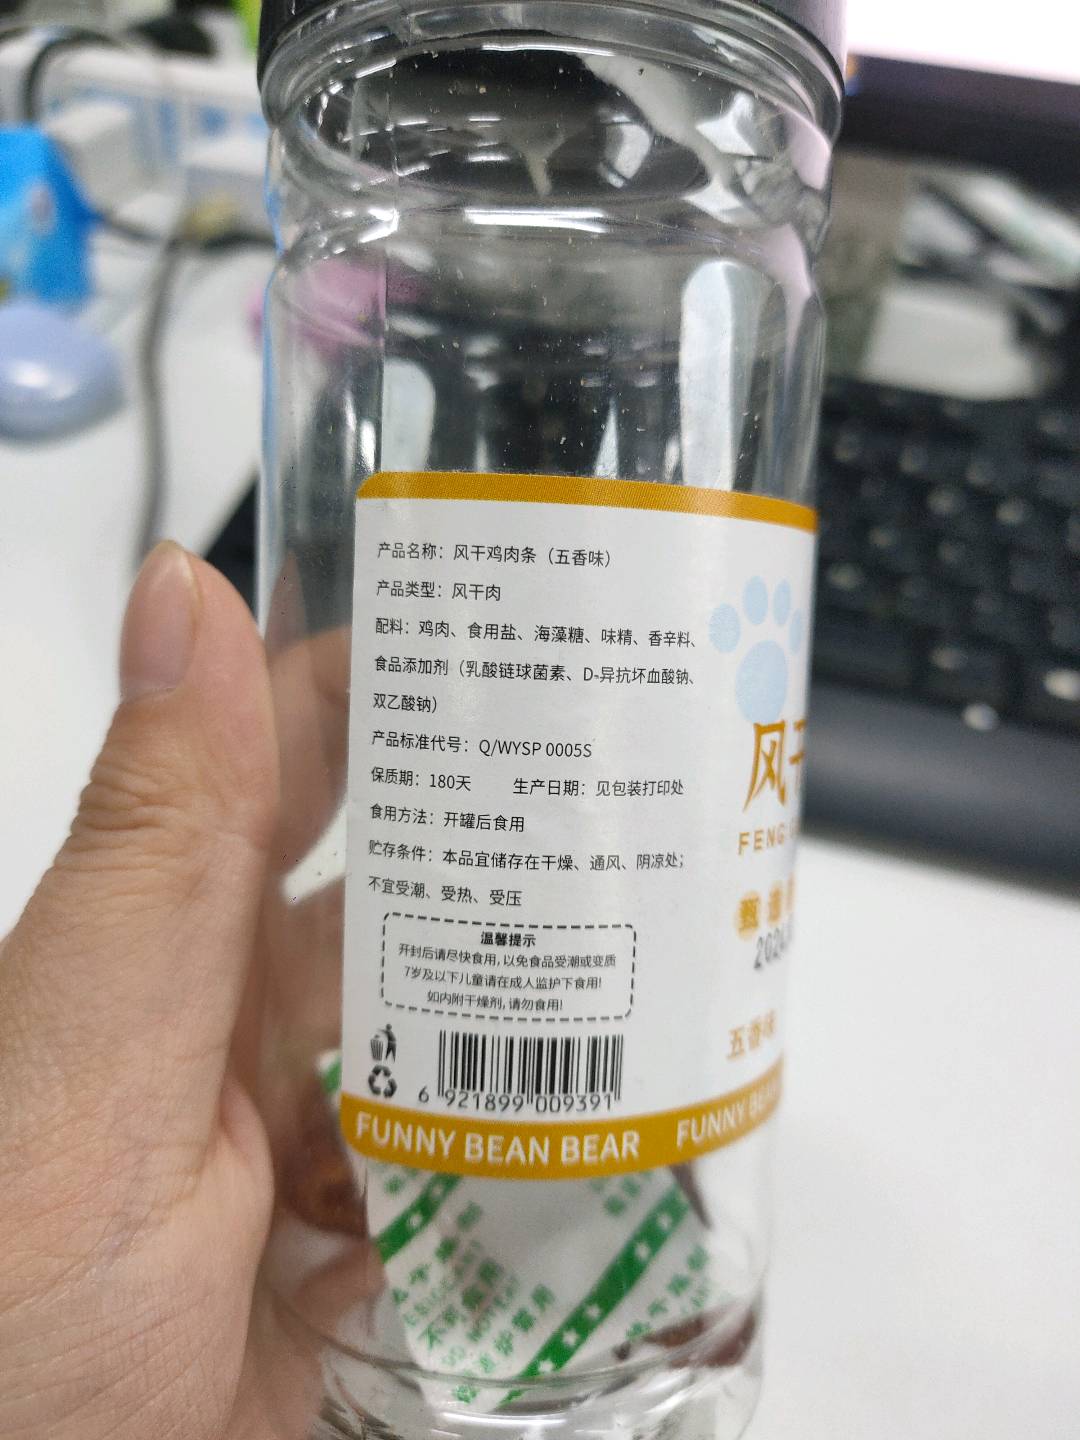 产品名称：风干鸡肉条（五香味）
产品类型：风干肉
配料：鸡肉、食用盐、海藻糖、味精、香辛料、
食品添加剂（乳酸链球菌素、D-异抗坏血酸钠、
双乙酸钠）
产品标准代号：Q/WYSP 0005S
保质期：180天 生产日期：见包装打印处
食用方法：开罐后食用
贮存条件：本品宜储存在干燥、通风、阴凉处；
不宜受潮、受热、受压
温馨提示
开封后请尽快食用，以免食品受潮或变质
7岁及以下儿童请在成人监护下食用！
如内附干燥剂，请勿食用！
6 921899 009391
FUNNY BEAN BEAR FUNNY
风干
FENG
五香味